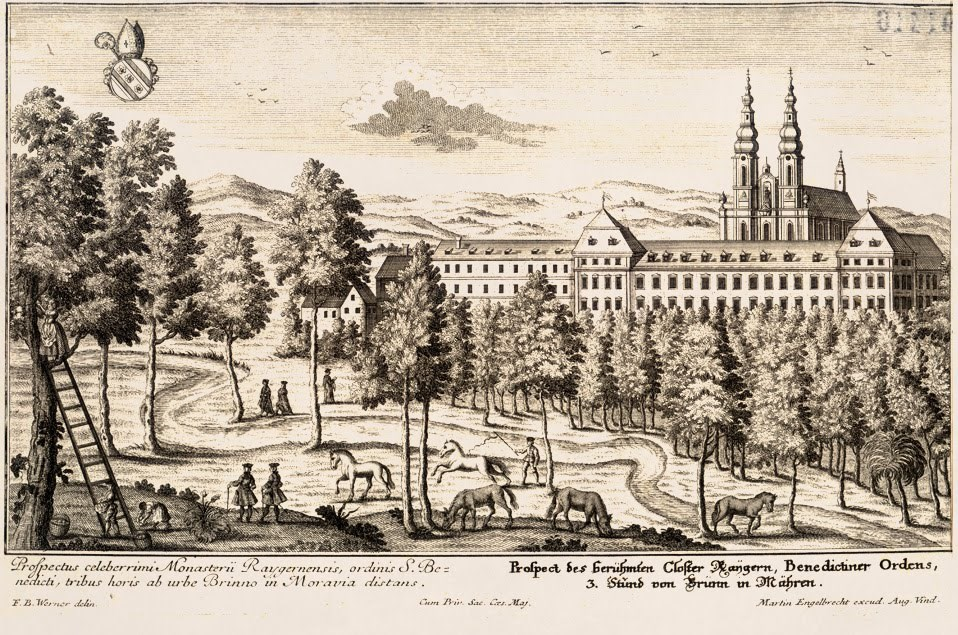 Proſpectus celeberrimi Monasterii Raygernensis, ordinis S. Be=
nedicti, tribus horis ab urbe Brinno in Moravia distans.
Proſpect des berühmten Cloſter Raygern, Benedictiner Ordens,
3. Stund von Brünn in Mähren.
F. B. Werner delin.
Cum Priv. Sac. Cæs. Maj.
Martin Engelbrecht excud. Aug. Vind.